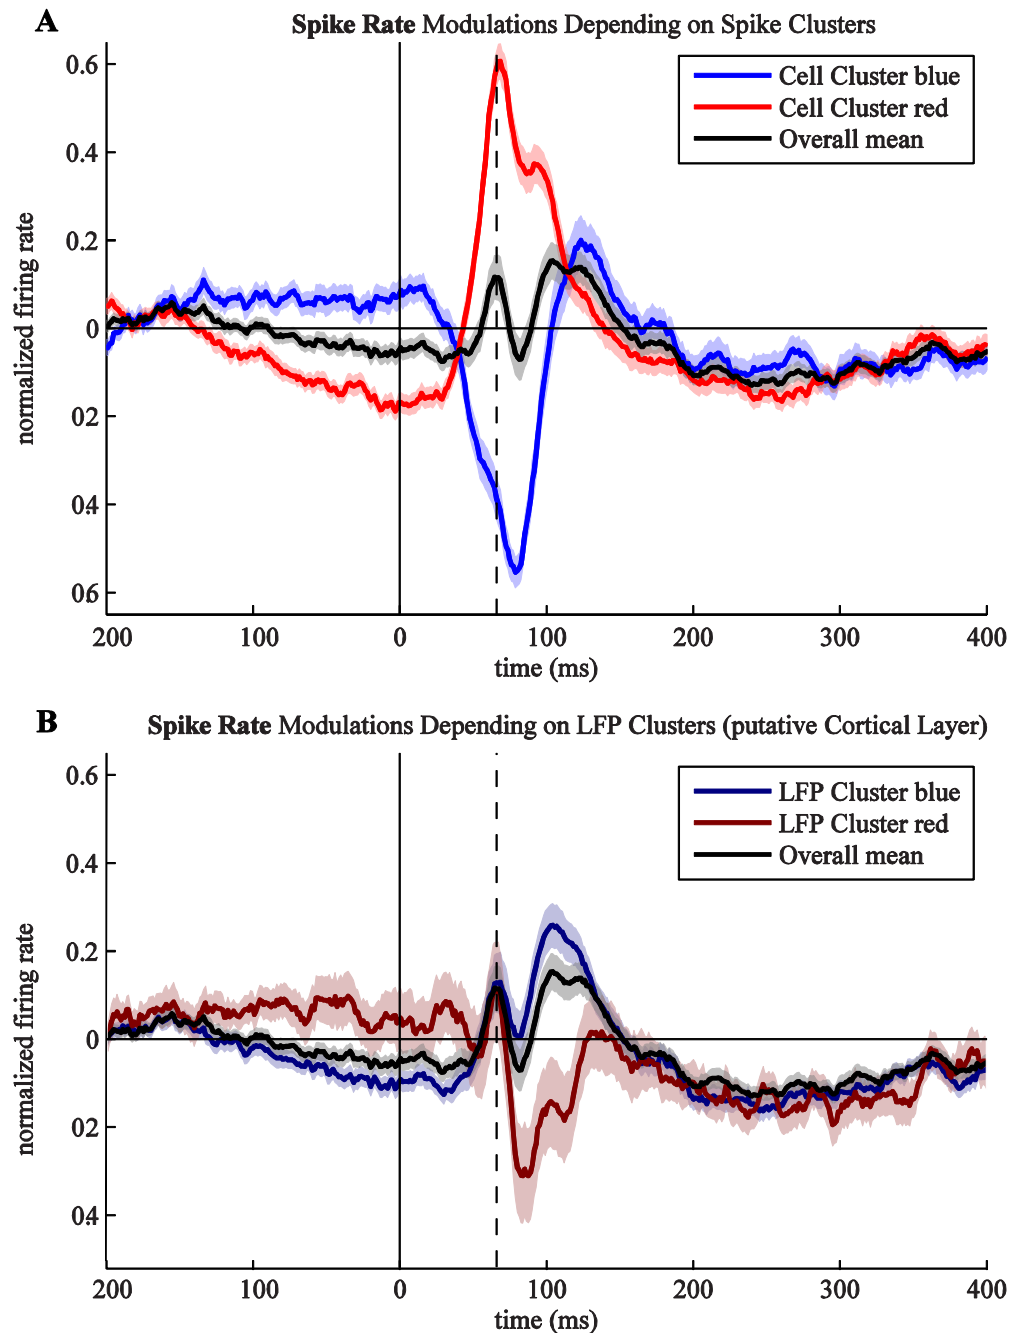 A
Spike Rate Modulations Depending on Spike Clusters
Cell Cluster blue
Cell Cluster red
Overall mean
normalized firing rate
0.6
0.4
0.2
0
02
04
06
200 100 0 100 200 300 400
time (ms)
B
Spike Rate Modulations Depending on LFP Clusters (putative Cortical Layer)
LFP Cluster blue
LFP Cluster red
Overall mean
normalized firing rate
0.6
0.4
0.2
0
02
04
200 100 0 100 200 300 400
time (ms)